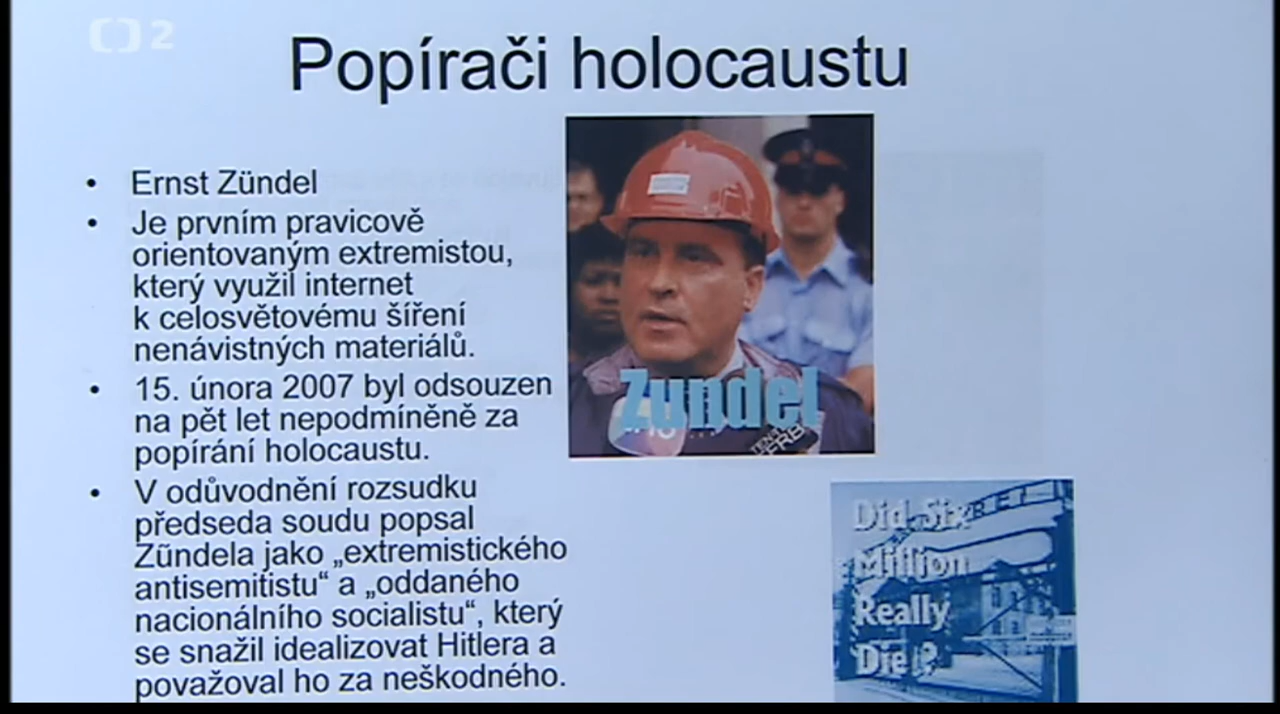 2
Popírači holocaustu
• Ernst Zündel
• Je prvním pravicově
orientovaným extremistou,
který využil internet
k celosvětovému šíření
nenávistných materiálů.
• 15. února 2007 byl odsouzen
na pět let nepodmíněně za
popírání holocaustu.
• V odůvodnění rozsudku
předseda soudu popsal
Zündela jako „extremistického
antisemitistu“ a „oddaného
nacionálního socialistu“, který
se snažil idealizovat Hitlera a
považoval ho za neškodného.
Zundel
Did Six
Million
Really
Die?